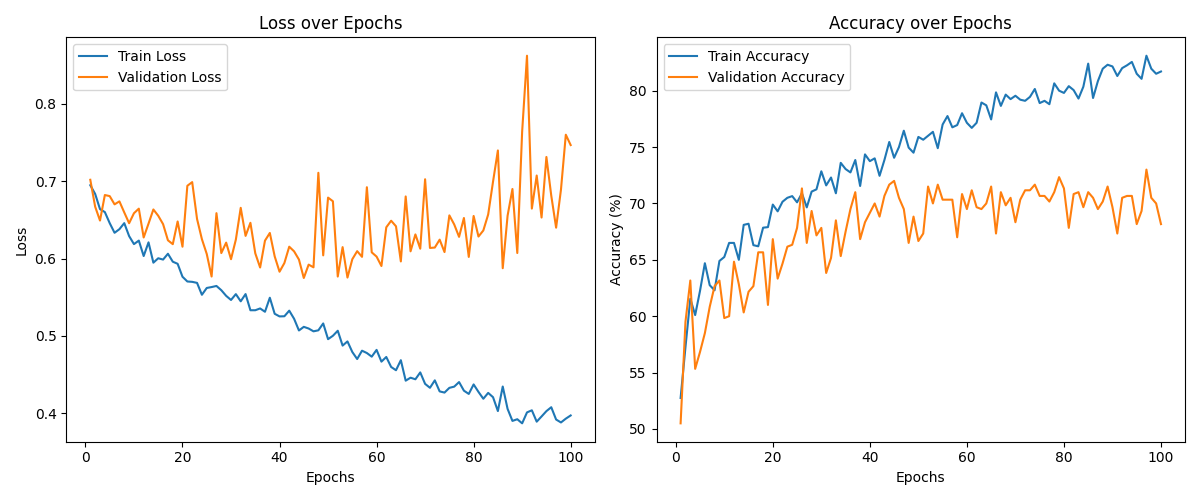 Loss over Epochs
Train Loss
Validation Loss
Loss
0.8
0.7
0.6
0.5
0.4
0 20 40 60 80 100
Epochs
Accuracy over Epochs
Train Accuracy
Validation Accuracy
Accuracy (%)
80
75
70
65
60
55
50
0 20 40 60 80 100
Epochs